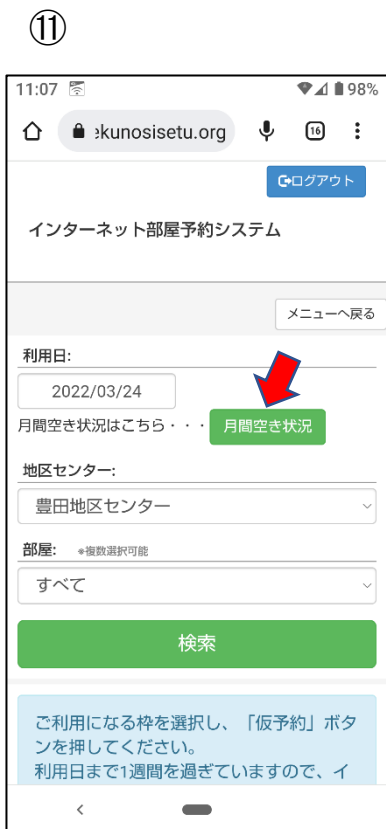 ⑪
11:07 98%
ekunosisetu.org 16
ログアウト
インターネット部屋予約システム
メニューへ戻る
利用日:
2022/03/24
月間空き状況はこちら・・・ 月間空き状況
地区センター:
豊田地区センター
部屋: ※複数選択可能
すべて
検索
ご利用になる枠を選択し、「仮予約」ボタ
ンを押してください。
利用日まで1週間を過ぎていますので、イ